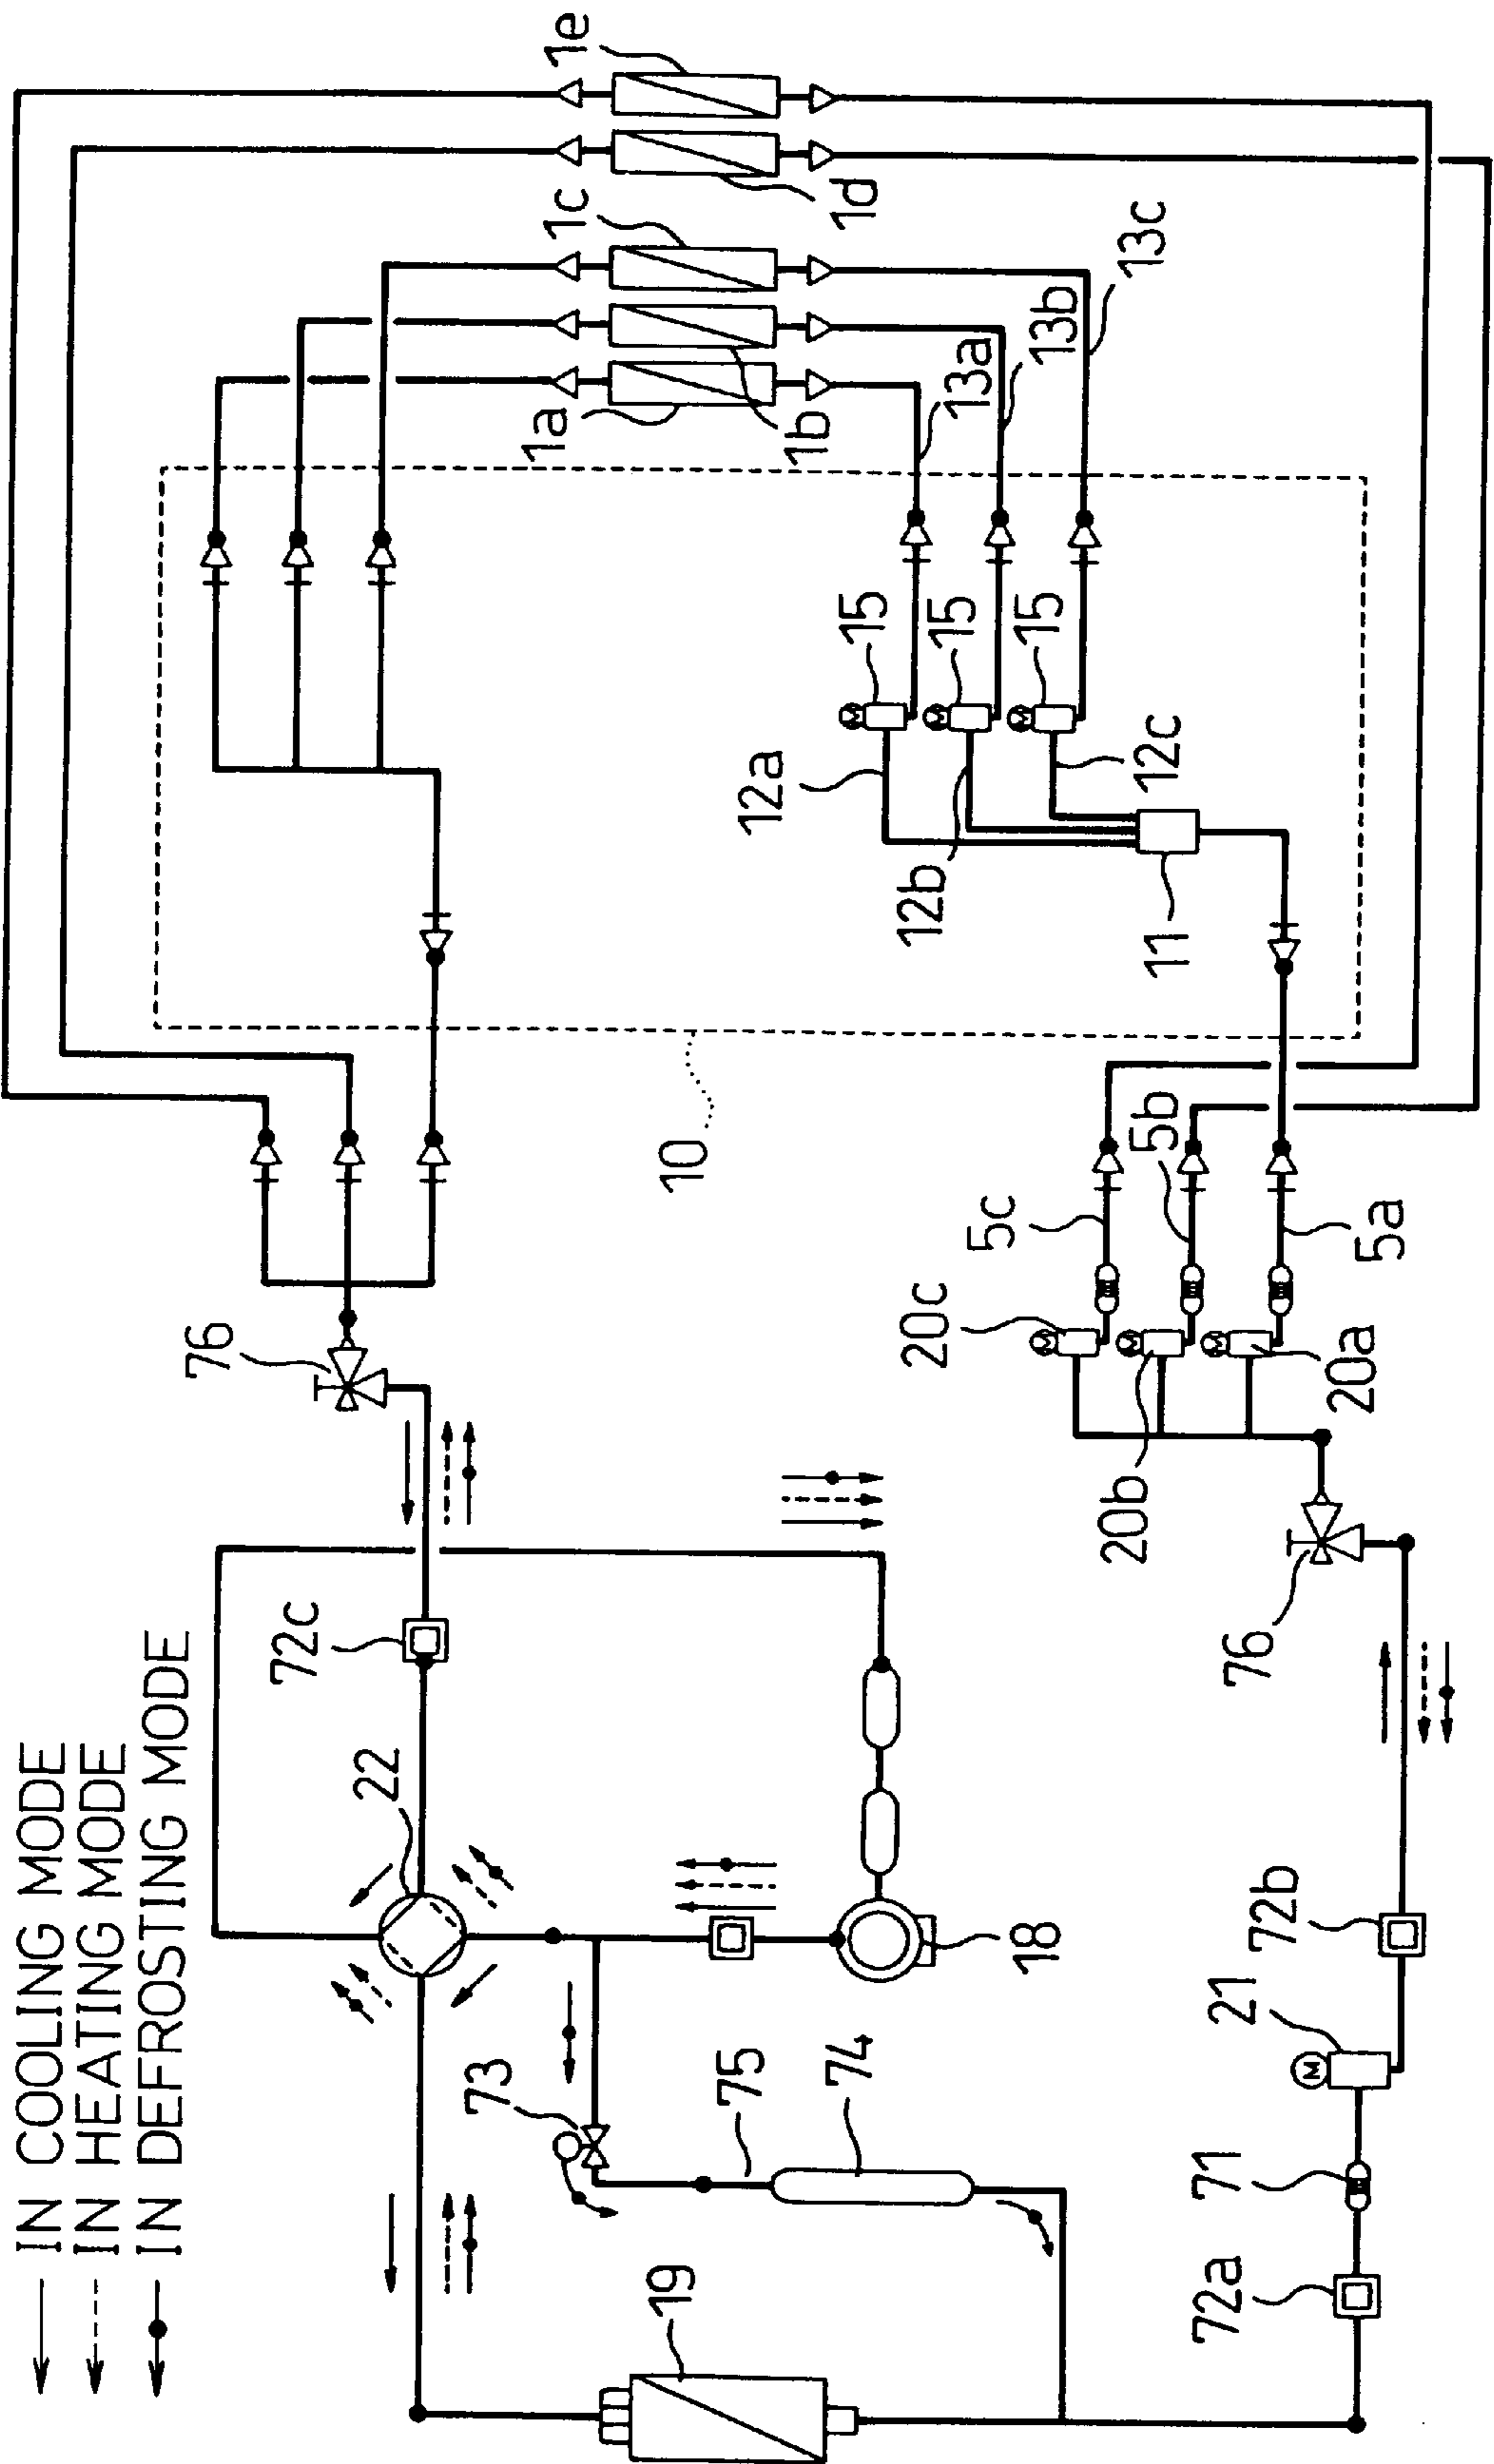 IN COOLING MODE
IN HEATING MODE
IN DEFROSTING MODE
1e
1d
1c
1b
1a
13a
13b
13c
15
15
15
12a
12b
12c
11
10
5c
5b
5a
20c
20b
20a
76
76
72c
22
18
72b
21
M
71
72a
73
75
74
19
M
M
M
M
M
M